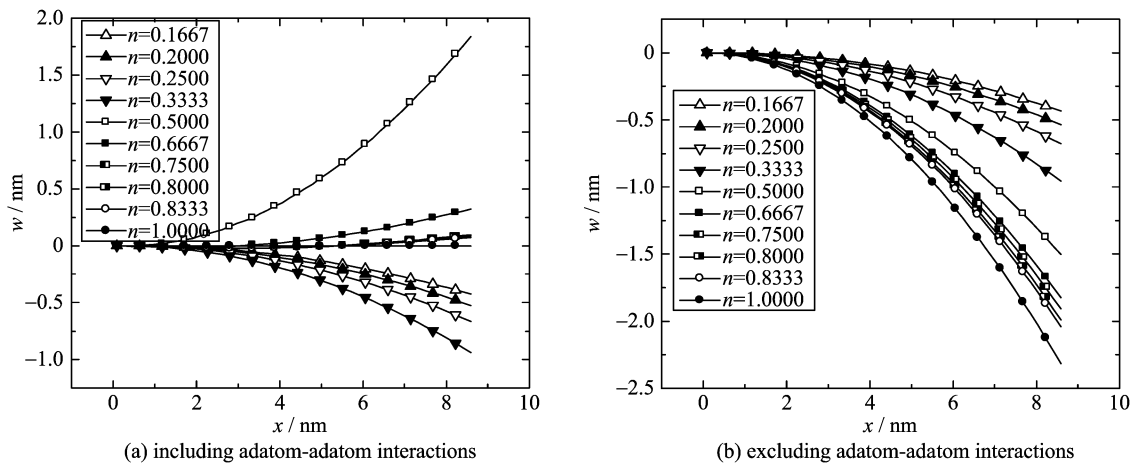 2.0
1.5
1.0
0.5
0
−0.5
−1.0
w / nm
n=0.1667
n=0.2000
n=0.2500
n=0.3333
n=0.5000
n=0.6667
n=0.7500
n=0.8000
n=0.8333
n=1.0000
0 2 4 6 8 10
x / nm
(a) including adatom-adatom interactions
0
−0.5
−1.0
−1.5
−2.0
−2.5
w / nm
n=0.1667
n=0.2000
n=0.2500
n=0.3333
n=0.5000
n=0.6667
n=0.7500
n=0.8000
n=0.8333
n=1.0000
0 2 4 6 8 10
x / nm
(b) excluding adatom-adatom interactions